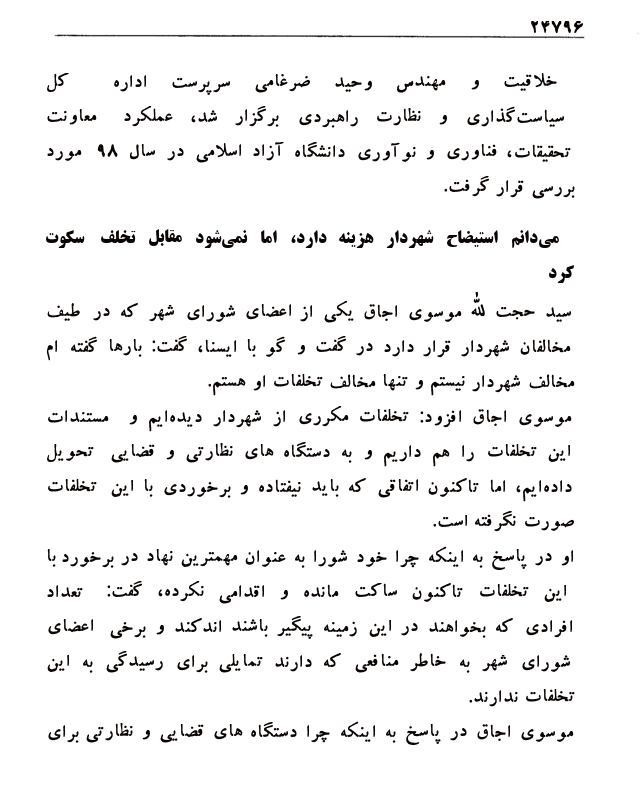 ۲۴۷۹۶
خلاقیت و مهندس وحید ضرغامی سرپرست اداره کل
سیاست‌گذاری و نظارت راهبردی برگزار شد، عملکرد معاونت
تحقیقات، فناوری و نوآوری دانشگاه آزاد اسلامی در سال ۹۸ مورد
بررسی قرار گرفت.
می‌دانم استیضاح شهردار هزینه دارد، اما نمی‌شود مقابل تخلف سکوت
کرد
سید حجت لله موسوی اجاق یکی از اعضای شورای شهر که در طیف
مخالفان شهردار قرار دارد در گفت و گو با ایسنا، گفت: بارها گفته ام
مخالف شهردار نیستم و تنها مخالف تخلفات او هستم.
موسوی اجاق افزود: تخلفات مکرری از شهردار دیده‌ایم و مستندات
این تخلفات را هم داریم و به دستگاه های نظارتی و قضایی تحویل
داده‌ایم، اما تاکنون اتفاقی که باید نیفتاده و برخوردی با این تخلفات
صورت نگرفته است.
او در پاسخ به اینکه چرا خود شورا به عنوان مهمترین نهاد در برخورد با
این تخلفات تاکنون ساکت مانده و اقدامی نکرده، گفت: تعداد
افرادی که بخواهند در این زمینه پیگیر باشند اندکند و برخی اعضای
شورای شهر به خاطر منافعی که دارند تمایلی برای رسیدگی به این
تخلفات ندارند.
موسوی اجاق در پاسخ به اینکه چرا دستگاه های قضایی و نظارتی برای